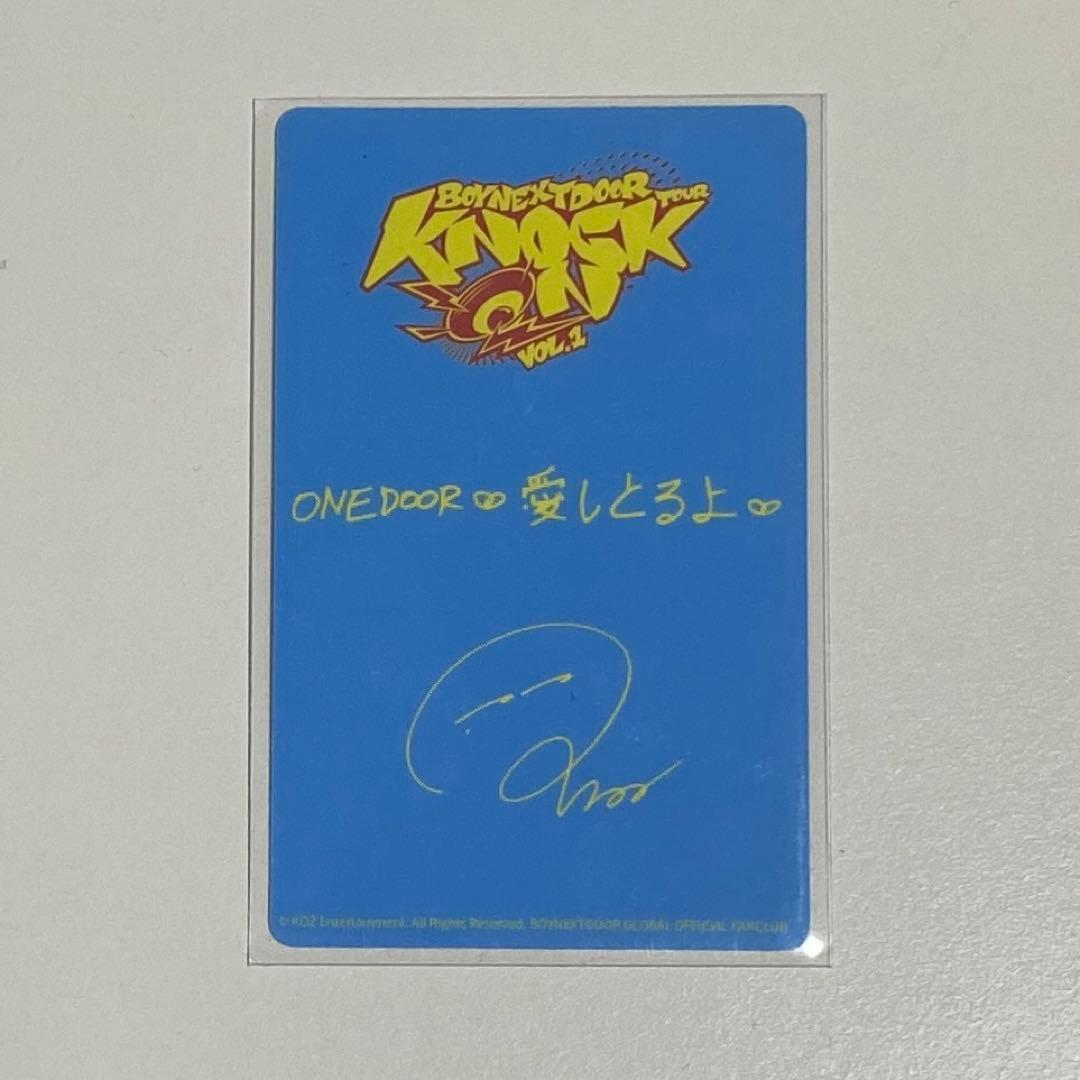 BOYNEXTDOOR TOUR
KNOCK
ON
VOL.1
ONEDOOR♡ 愛しとるよ♡
© KOZ Entertainment. All Rights Reserved. BOYNEXTDOOR GLOBAL OFFICIAL FANCLUB